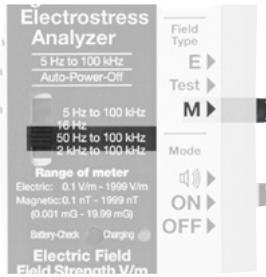 Electrostress
Analyzer
5 Hz to 100 kHz
Auto-Power-Off
5 Hz to 100 kHz
16 Hz
50 Hz to 100 kHz
2 kHz to 100 kHz
Range of meter
Electric: 0.1 V/m - 1999 V/m
Magnetic: 0.1 nT - 1999 nT
(0.001 mG - 19.99 mG)
Battery-Check Charging
Electric Field
Field Strength V/m
Field
Type
E
Test
M
Mode
ON
OFF